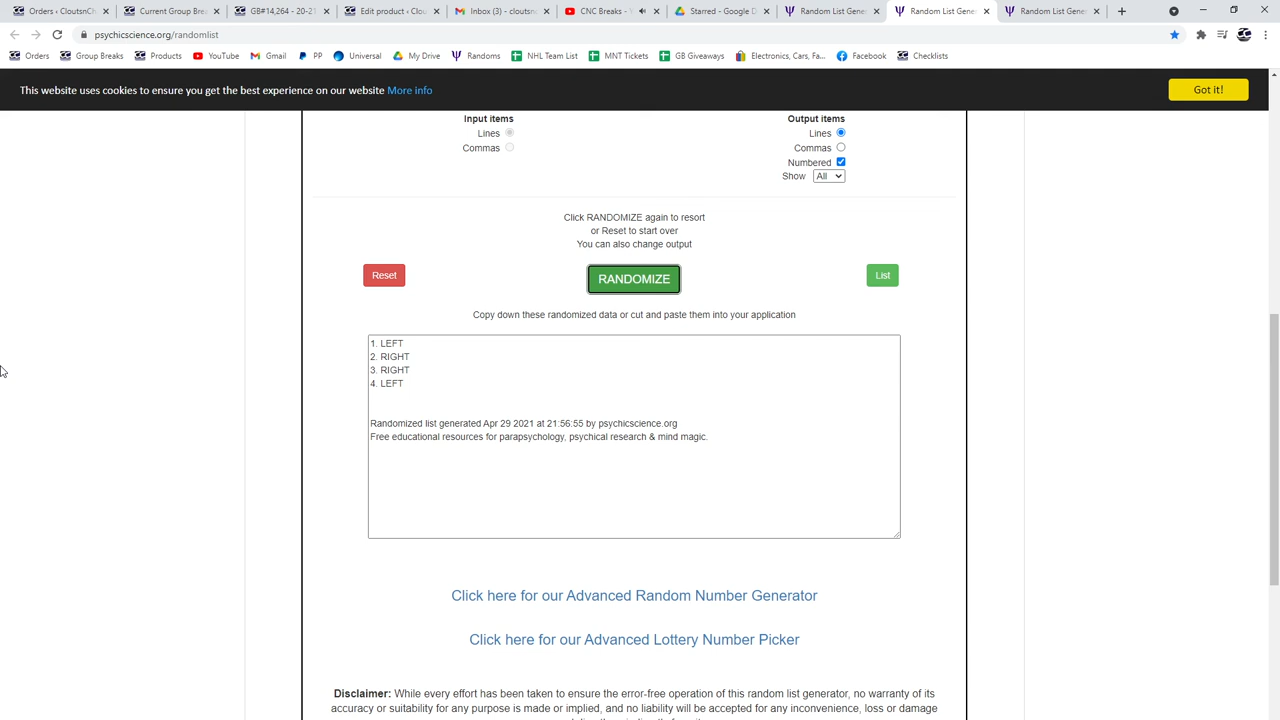 Orders ‹ CloutsnCh
Current Group Brea
GB#14,264 - 20-21
Edit product ‹ Clou
Inbox (3) - cloutsno
CNC Breaks -
Starred - Google D
Random List Gene
Random List Gene
Random List Gene
psychicscience.org/randomlist
Orders
Group Breaks
Products
YouTube
Gmail
PP
Universal
My Drive
Randoms
NHL Team List
MNT Tickets
GB Giveaways
Electronics, Cars, Fa...
Facebook
Checklists
This website uses cookies to ensure you get the best experience on our website More info
Got it!
Input items
Output items
Lines
Lines
Commas
Commas
Numbered
Show All
Click RANDOMIZE again to resort
or Reset to start over
You can also change output
Reset
RANDOMIZE
List
Copy down these randomized data or cut and paste them into your application
1. LEFT
2. RIGHT
3. RIGHT
4. LEFT
Randomized list generated Apr 29 2021 at 21:56:55 by psychicscience.org
Free educational resources for parapsychology, psychical research & mind magic.
Click here for our Advanced Random Number Generator
Click here for our Advanced Lottery Number Picker
Disclaimer: While every effort has been taken to ensure the error-free operation of this random list generator, no warranty of its
accuracy or suitability for any purpose is made or implied, and no liability will be accepted for any inconvenience, loss or damage